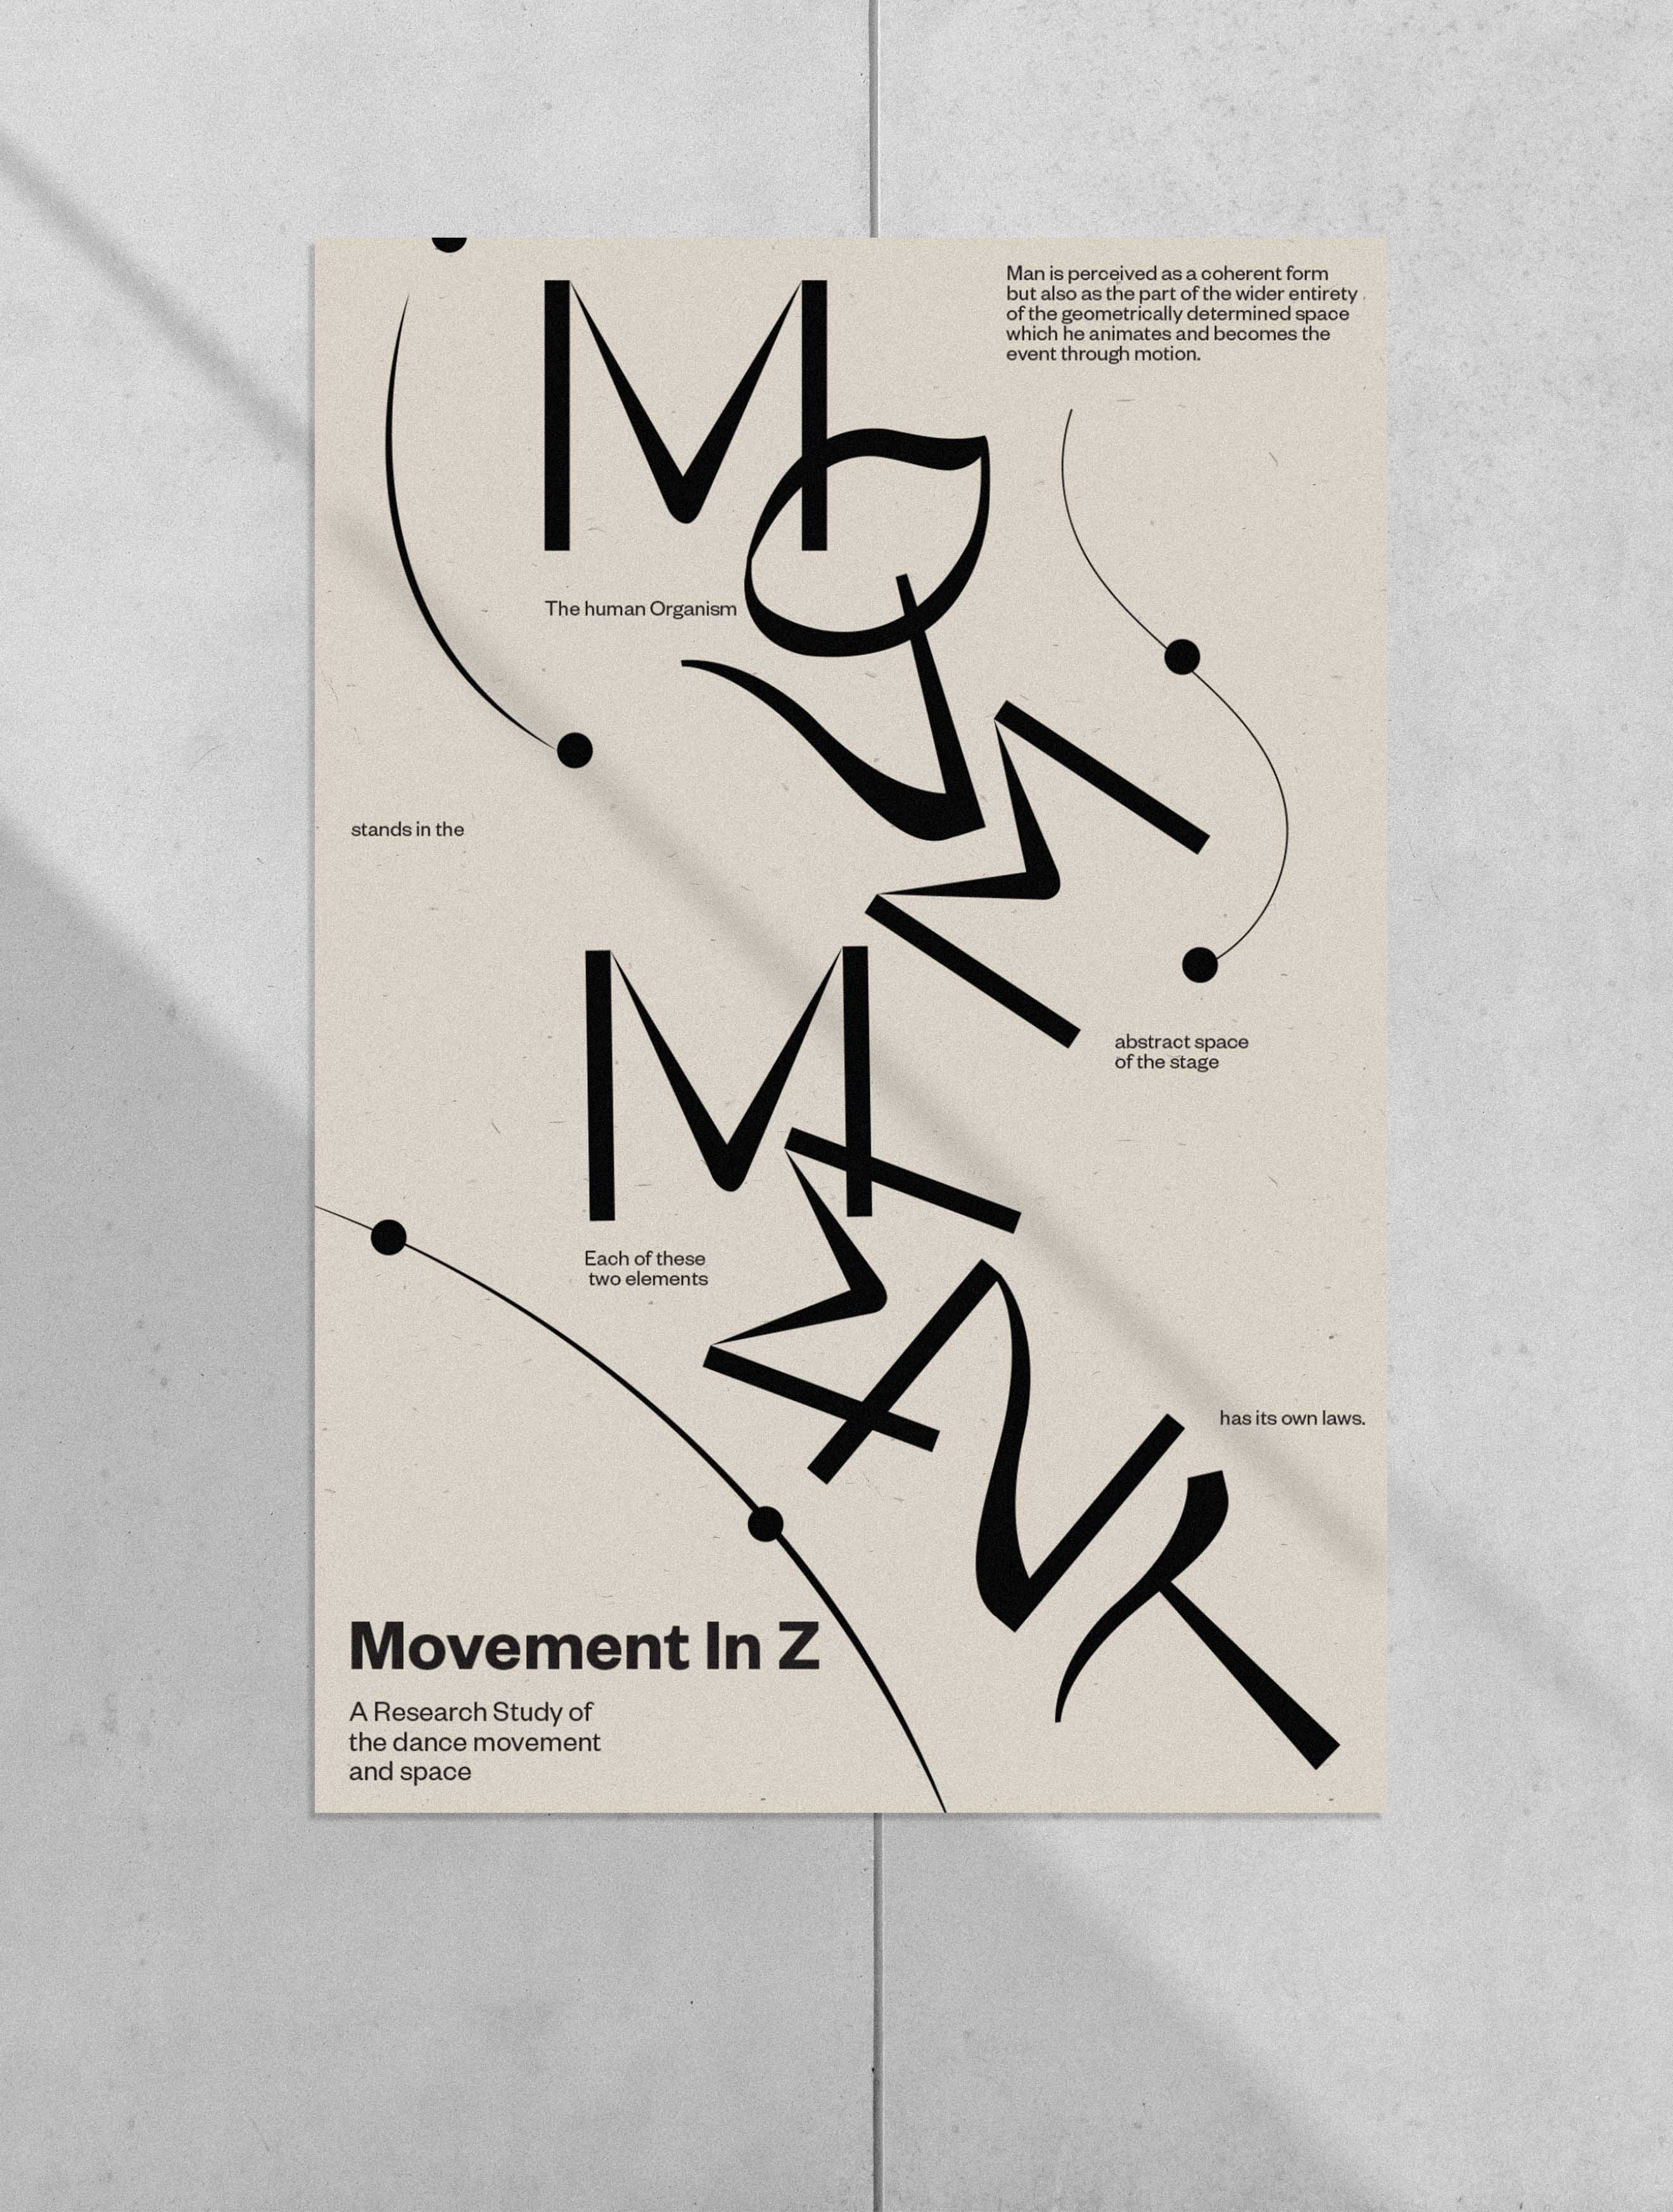 Man is perceived as a coherent form
but also as the part of the wider entirety
of the geometrically determined space
which he animates and becomes the
event through motion.
MOVEMENT
The human Organism
stands in the
abstract space
of the stage
Each of these
two elements
has its own laws.
Movement In Z
A Research Study of
the dance movement
and space